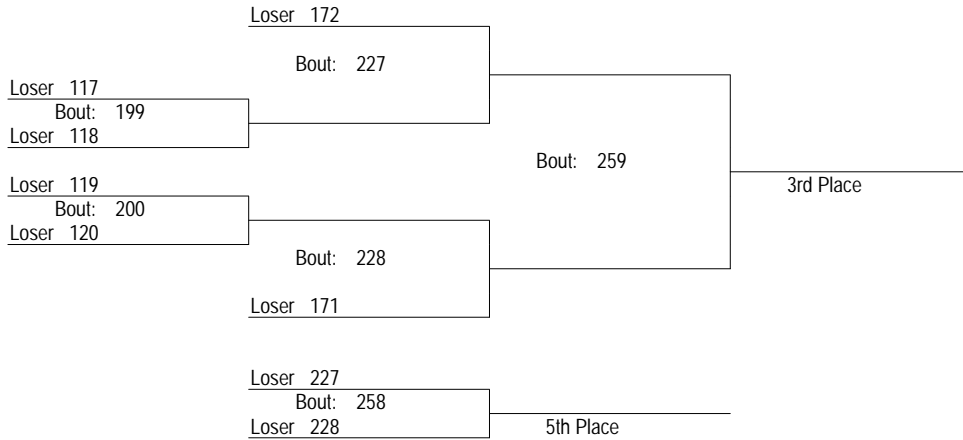 Loser 172
Bout: 227
Loser 117
Bout: 199
Loser 118
Bout: 259
Loser 119
3rd Place
Bout: 200
Loser 120
Bout: 228
Loser 171
Loser 227
Bout: 258
Loser 228
5th Place